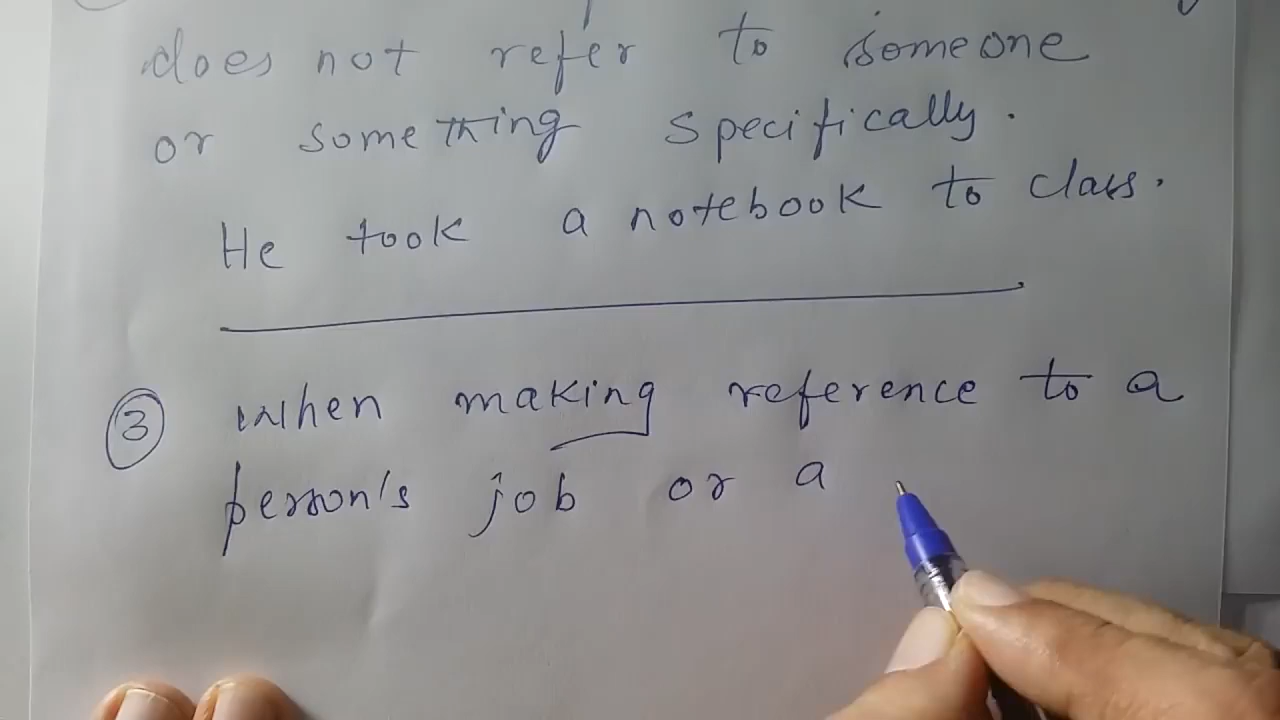 does not refer to someone
or something specifically.
He took a notebook to class.
3 When making reference to a
person's job or a